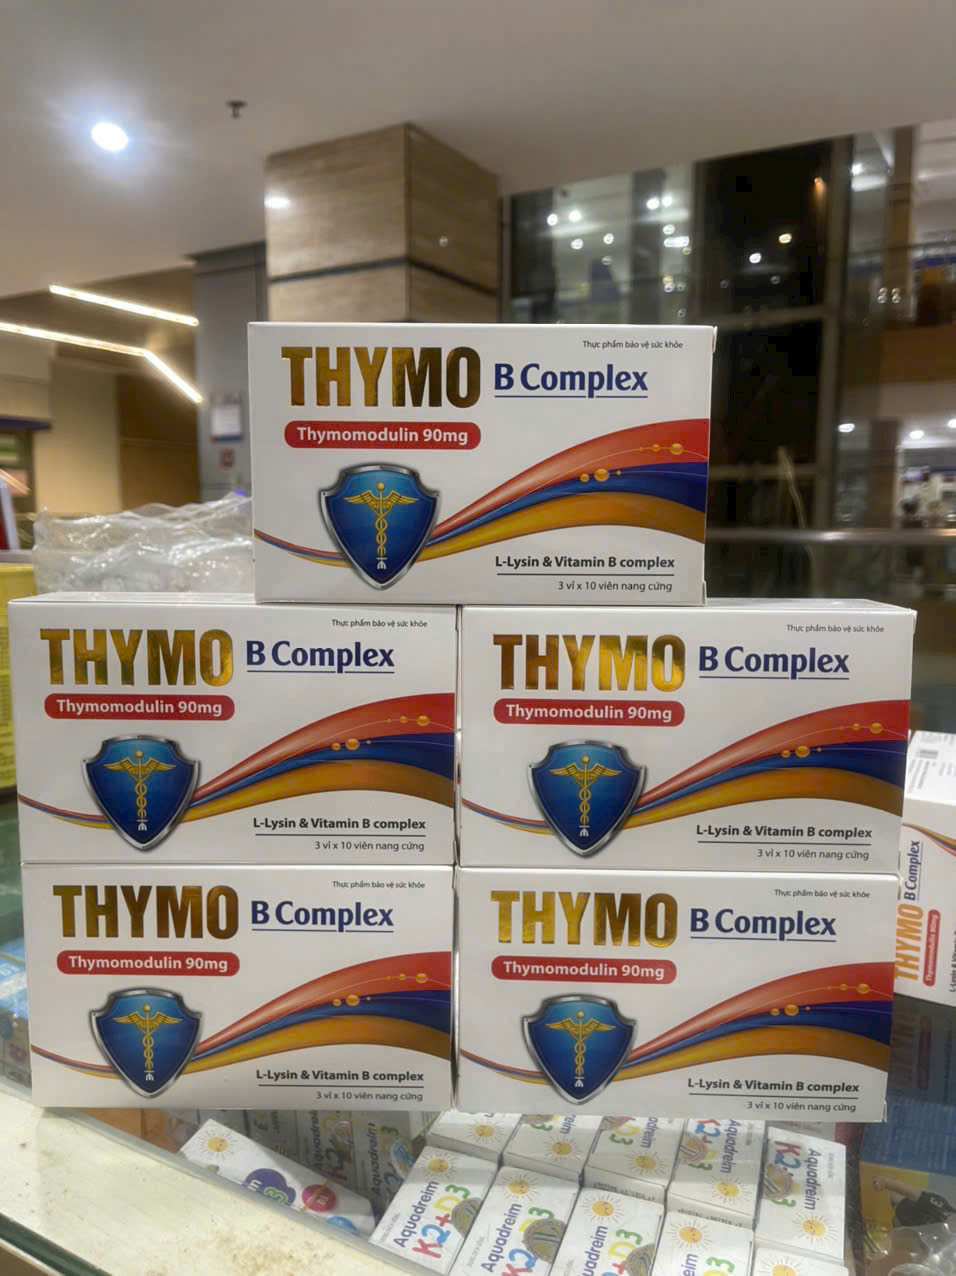 Thực phẩm bảo vệ sức khỏe
THYMO B Complex
Thymomodulin 90mg
L-Lysin & Vitamin B complex
3 vỉ x 10 viên nang cứng
Thực phẩm bảo vệ sức khỏe
THYMO B Complex
Thymomodulin 90mg
L-Lysin & Vitamin B complex
3 vỉ x 10 viên nang cứng
Thực phẩm bảo vệ sức khỏe
THYMO B Complex
Thymomodulin 90mg
L-Lysin & Vitamin B complex
3 vỉ x 10 viên nang cứng
Thực phẩm bảo vệ sức khỏe
THYMO B Complex
Thymomodulin 90mg
L-Lysin & Vitamin B complex
3 vỉ x 10 viên nang cứng
Thực phẩm bảo vệ sức khỏe
THYMO B Complex
Thymomodulin 90mg
L-Lysin & Vitamin B complex
3 vỉ x 10 viên nang cứng
THYMO B Complex
Thymomodulin 90mg
Aquadreim
K2+D3
Aquadreim
K2
Aquadreim
K2+D3